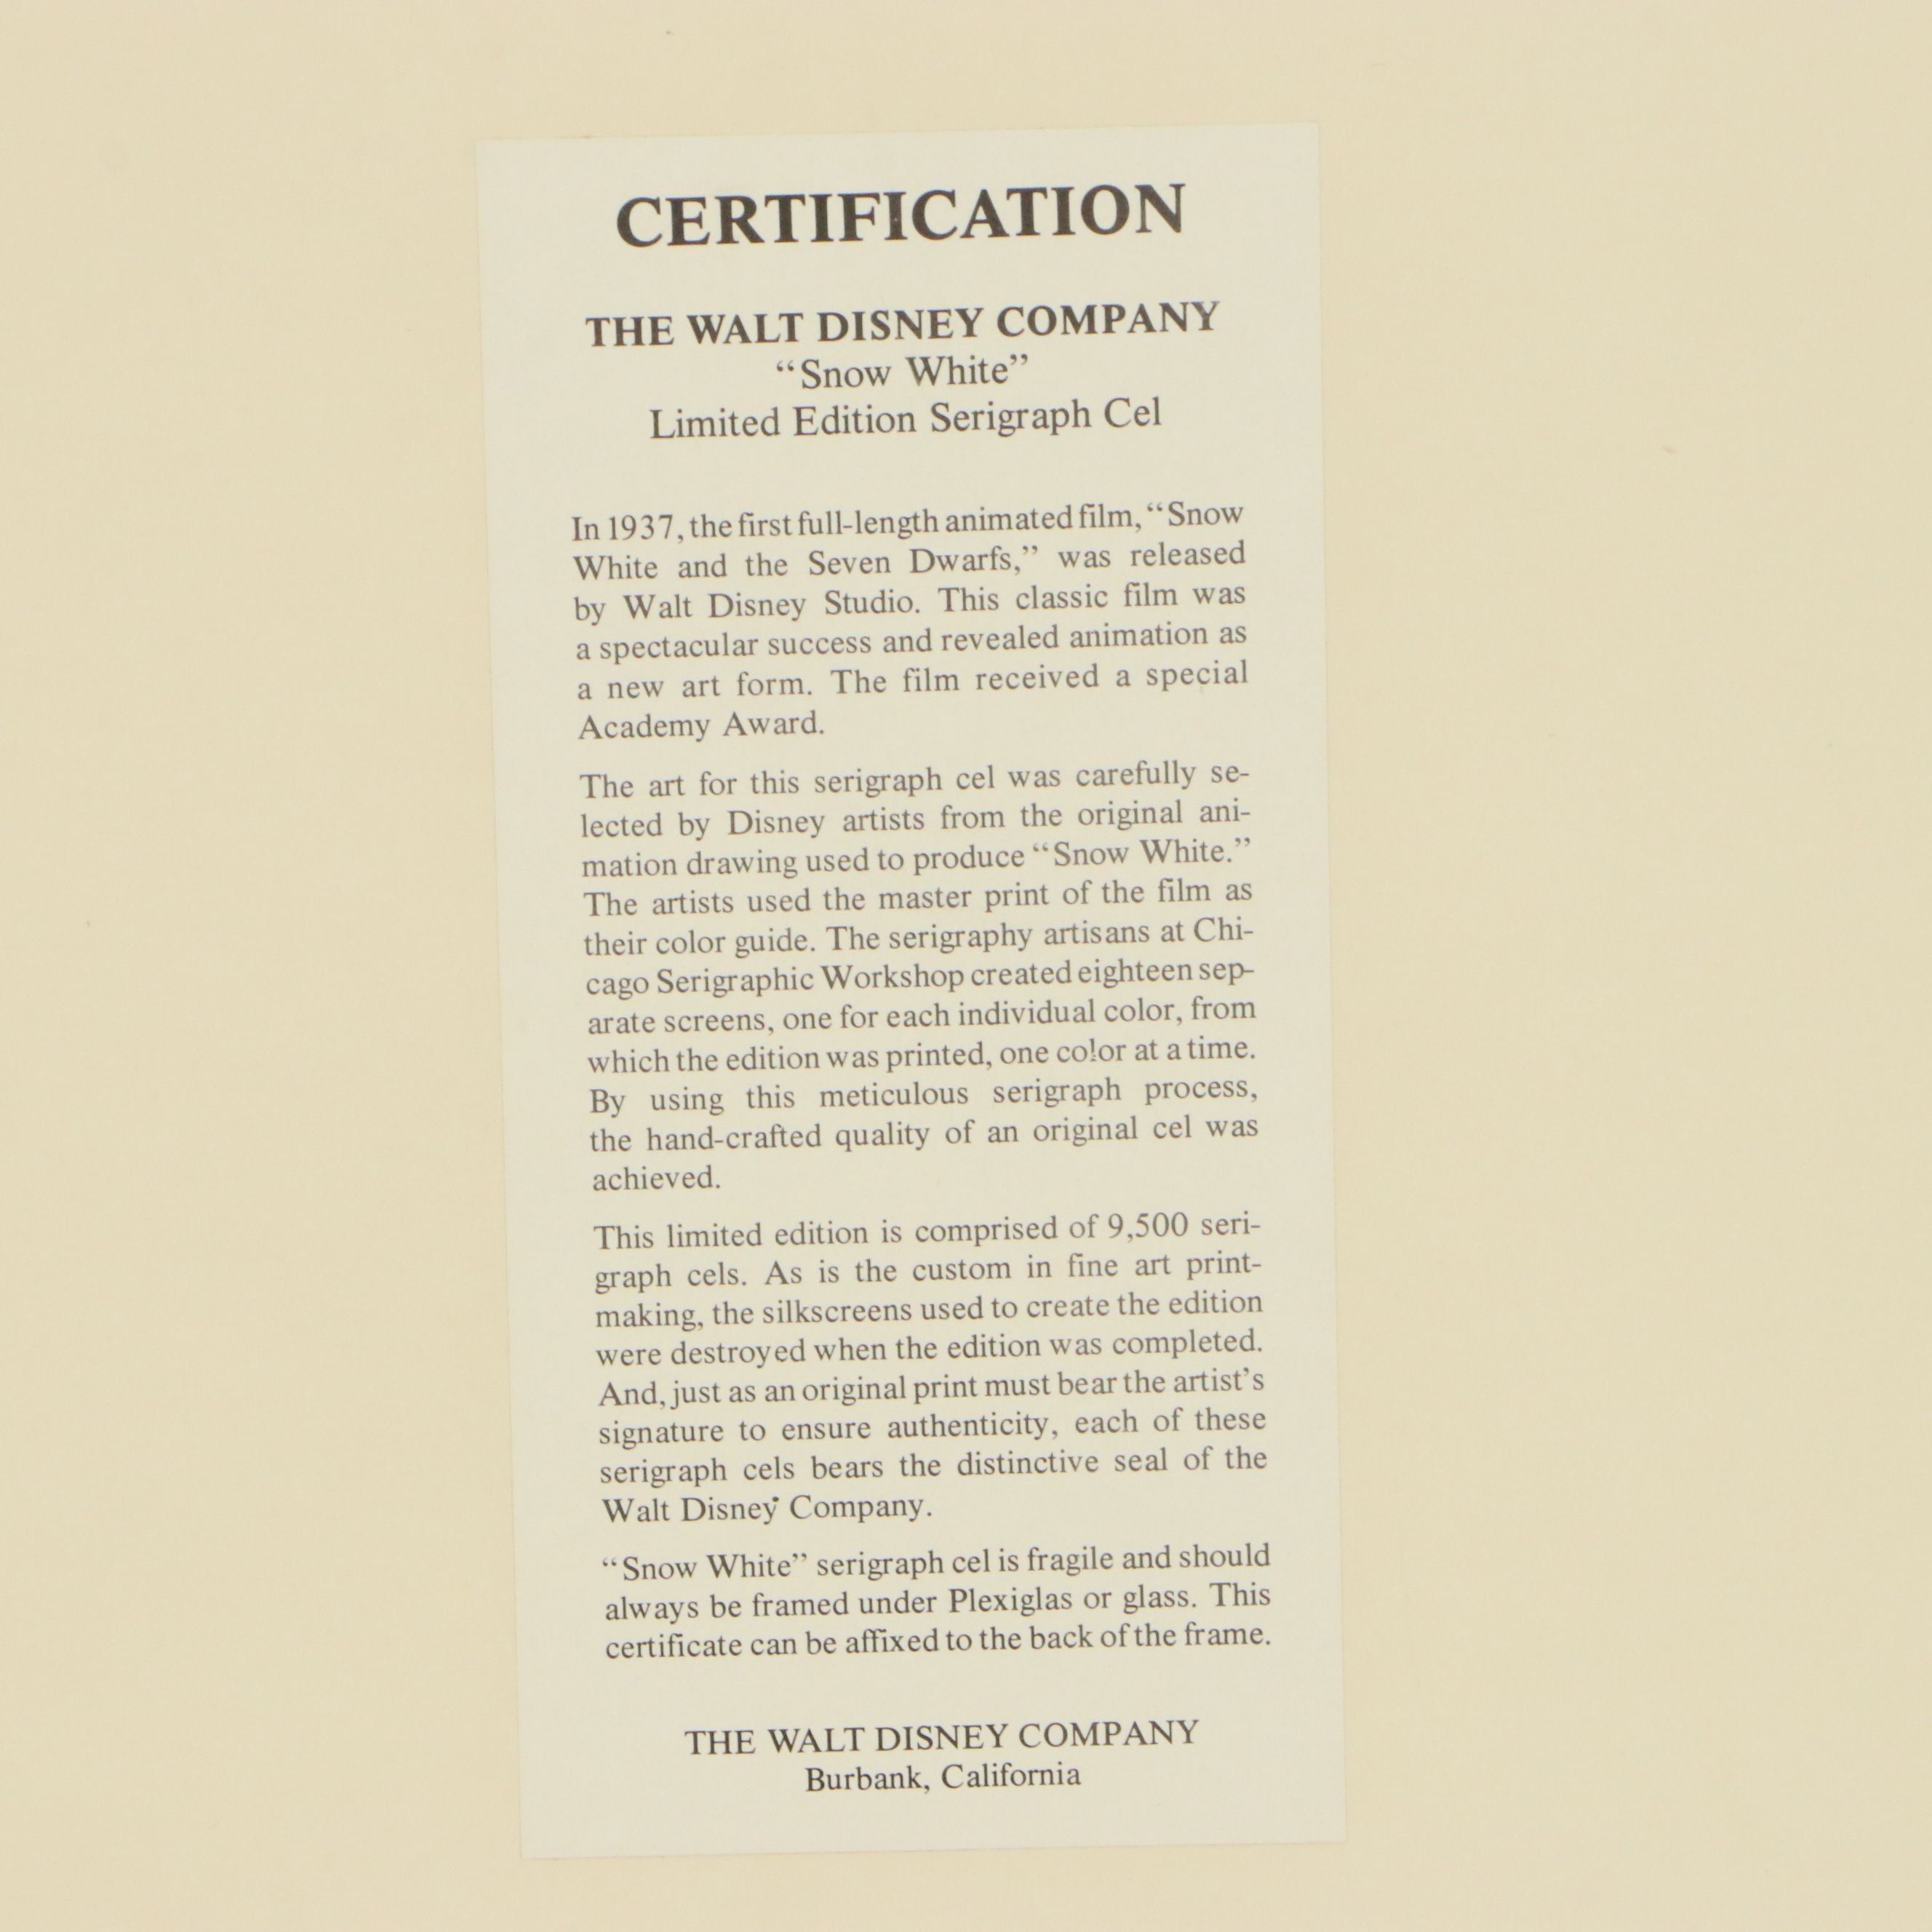 CERTIFICATION
THE WALT DISNEY COMPANY
“Snow White”
Limited Edition Serigraph Cel
In 1937, the first full-length animated film, “Snow
White and the Seven Dwarfs,” was released
by Walt Disney Studio. This classic film was
a spectacular success and revealed animation as
a new art form. The film received a special
Academy Award.
The art for this serigraph cel was carefully se-
lected by Disney artists from the original ani-
mation drawing used to produce “Snow White.”
The artists used the master print of the film as
their color guide. The serigraphy artisans at Chi-
cago Serigraphic Workshop created eighteen sep-
arate screens, one for each individual color, from
which the edition was printed, one color at a time.
By using this meticulous serigraph process,
the hand-crafted quality of an original cel was
achieved.
This limited edition is comprised of 9,500 seri-
graph cels. As is the custom in fine art print-
making, the silkscreens used to create the edition
were destroyed when the edition was completed.
And, just as an original print must bear the artist’s
signature to ensure authenticity, each of these
serigraph cels bears the distinctive seal of the
Walt Disney Company.
“Snow White” serigraph cel is fragile and should
always be framed under Plexiglas or glass. This
certificate can be affixed to the back of the frame.
THE WALT DISNEY COMPANY
Burbank, California